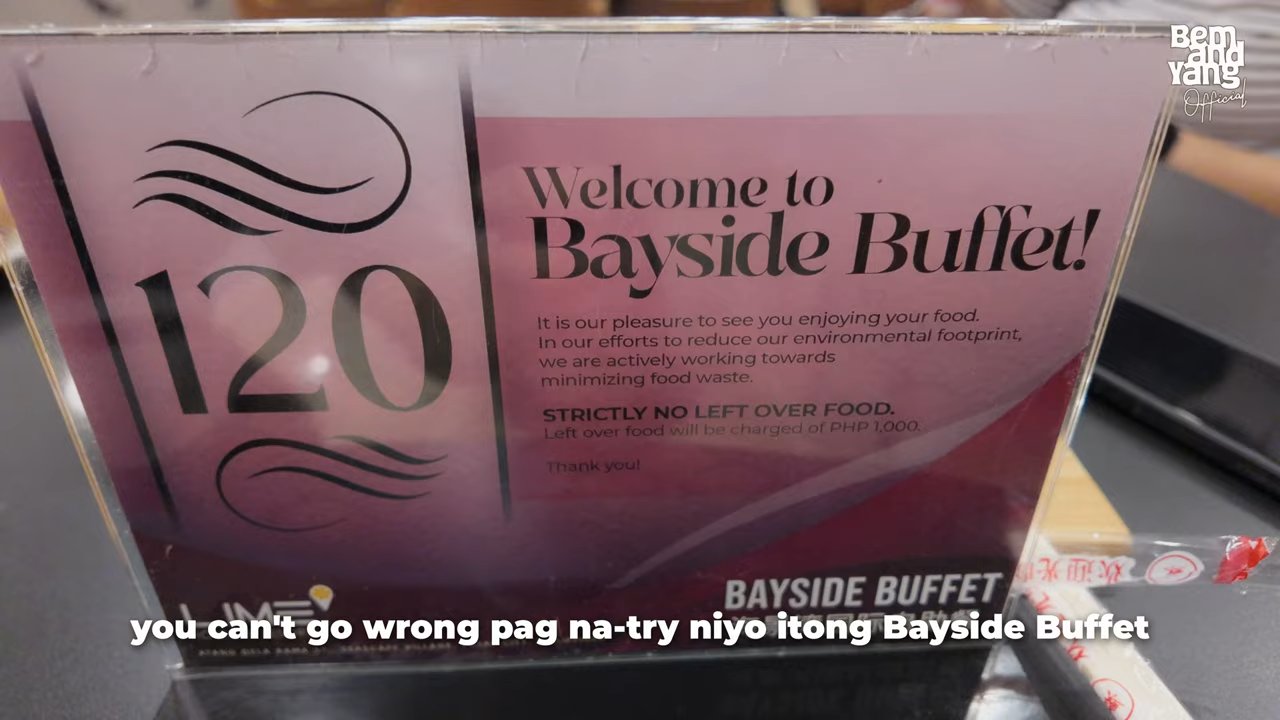 Bem
and
Yang
Official
120
Welcome to
Bayside Buffet!
It is our pleasure to see you enjoying your food.
In our efforts to reduce our environmental footprint,
we are actively working towards
minimizing food waste.
STRICTLY NO LEFT OVER FOOD.
Left over food will be charged of PHP 1,000.
Thank you!
BAYSIDE BUFFET
you can't go wrong pag na-try niyo itong Bayside Buffet
欢迎光